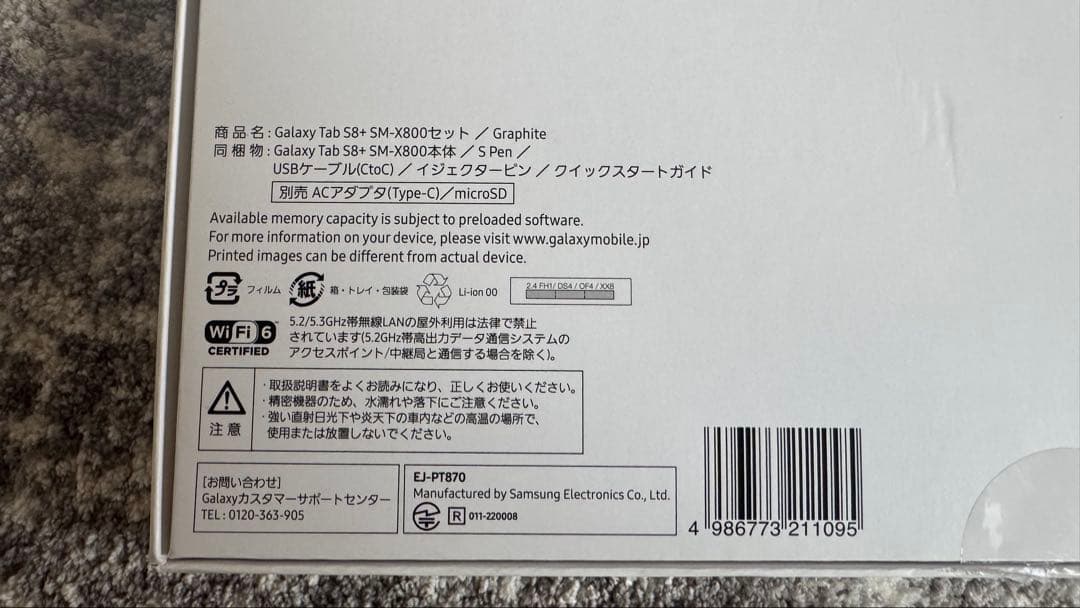 商品名 : Galaxy Tab S8+ SM-X800セット ／ Graphite
同梱物 : Galaxy Tab S8+ SM-X800本体 ／ S Pen ／
USBケーブル(CtoC) ／ イジェクターピン ／ クイックスタートガイド
別売 ACアダプタ(Type-C)／microSD
Available memory capacity is subject to preloaded software.
For more information on your device, please visit www.galaxymobile.jp
Printed images can be different from actual device.
プラ フィルム 紙 箱・トレイ・包装袋 Li-ion 00 2.4 FH1/ DS4 / OF4 / XX8
Wi Fi 6
CERTIFIED
5.2/5.3GHz帯無線LANの屋外利用は法律で禁止
されています(5.2GHz帯高出力データ通信システムの
アクセスポイント/中継局と通信する場合を除く)。
注意
・取扱説明書をよくお読みになり、正しくお使いください。
・精密機器のため、水濡れや落下にご注意ください。
・強い直射日光下や炎天下の車内などの高温の場所で、
使用または放置しないでください。
[お問い合わせ]
Galaxyカスタマーサポートセンター
TEL : 0120-363-905
EJ-PT870
Manufactured by Samsung Electronics Co., Ltd.
R 011-220008
4 986773 211095